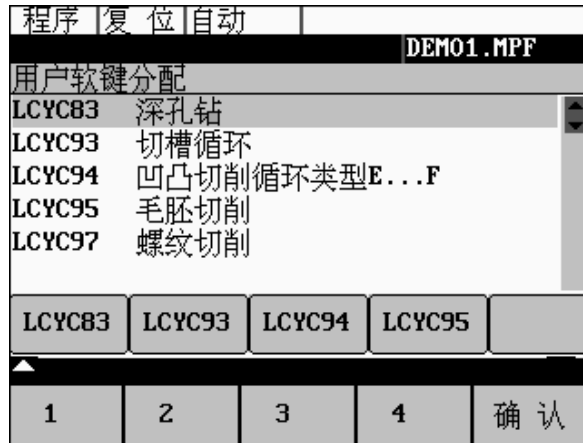 程序 复 位 自动
DEMO1.MPF
用户软键分配
LCYC83 深孔钻
LCYC93 切槽循环
LCYC94 凹凸切削循环类型E...F
LCYC95 毛胚切削
LCYC97 螺纹切削
LCYC83 LCYC93 LCYC94 LCYC95
1 2 3 4 确 认